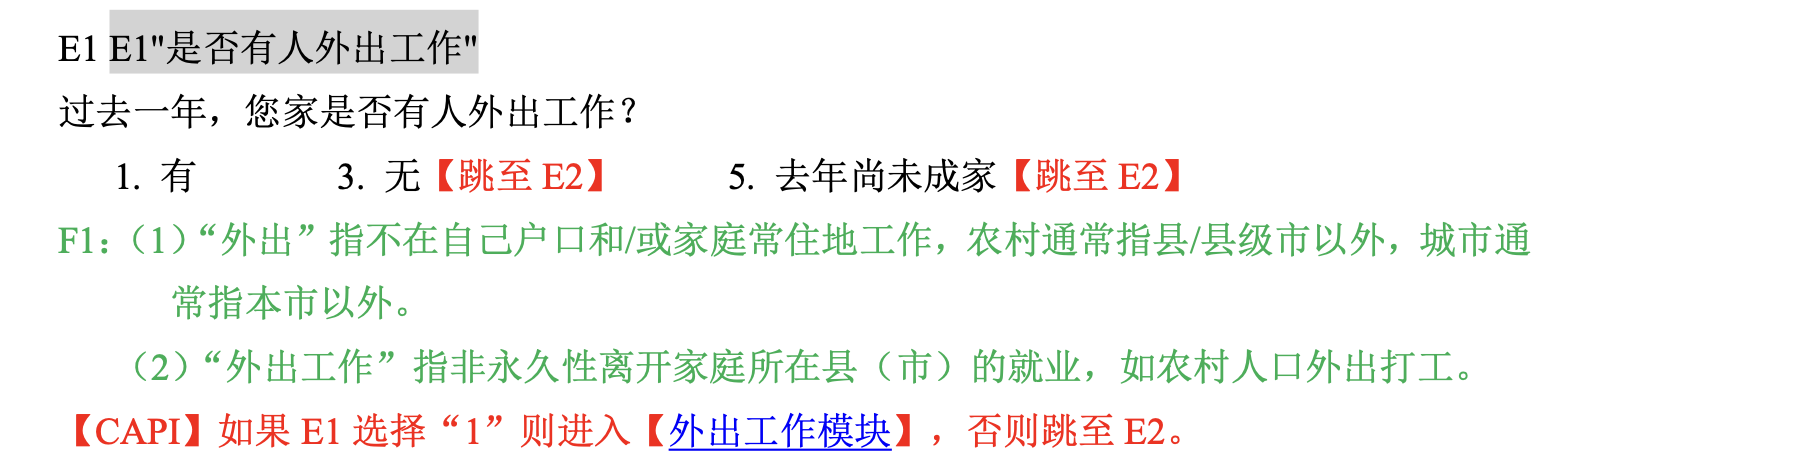 E1 E1"是否有人外出工作"
过去一年，您家是否有人外出工作？
1. 有 3. 无【跳至 E2】 5. 去年尚未成家【跳至 E2】
F1：（1）“外出”指不在自己户口和/或家庭常住地工作，农村通常指县/县级市以外，城市通
常指本市以外。
（2）“外出工作”指非永久性离开家庭所在县（市）的就业，如农村人口外出打工。
【CAPI】如果 E1 选择“1”则进入【外出工作模块】，否则跳至 E2。